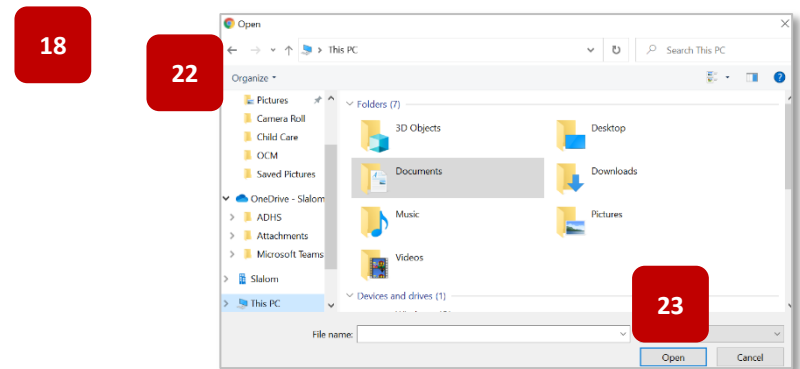 18
22
Open
This PC
Search This PC
Organize
Pictures
Camera Roll
Child Care
OCM
Saved Pictures
OneDrive - Slalom
ADHS
Attachments
Microsoft Teams
Slalom
This PC
Folders (7)
3D Objects
Desktop
Documents
Downloads
Music
Pictures
Videos
Devices and drives (1)
23
File name:
Open
Cancel